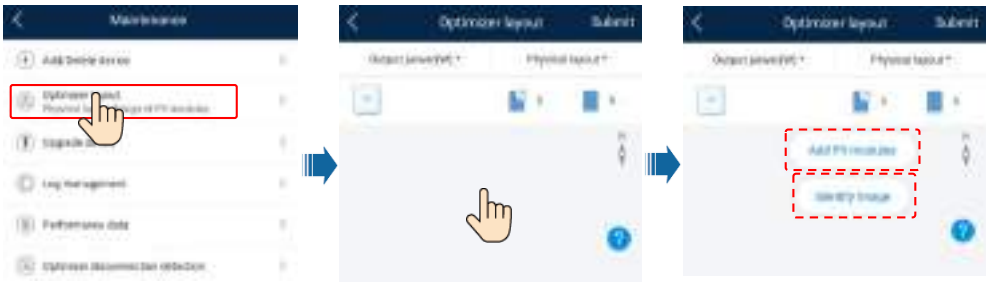 Maintenance
Add/Delete device
Optimizer layout
Physical layout design of PV modules
Upgrade device
Log management
Performance data
Optimizer disconnection detection
Optimizer layout
Submit
Output power(W)
Physical layout
N
?
Optimizer layout
Submit
Output power(W)
Physical layout
Add PV modules
N
Identify Image
?